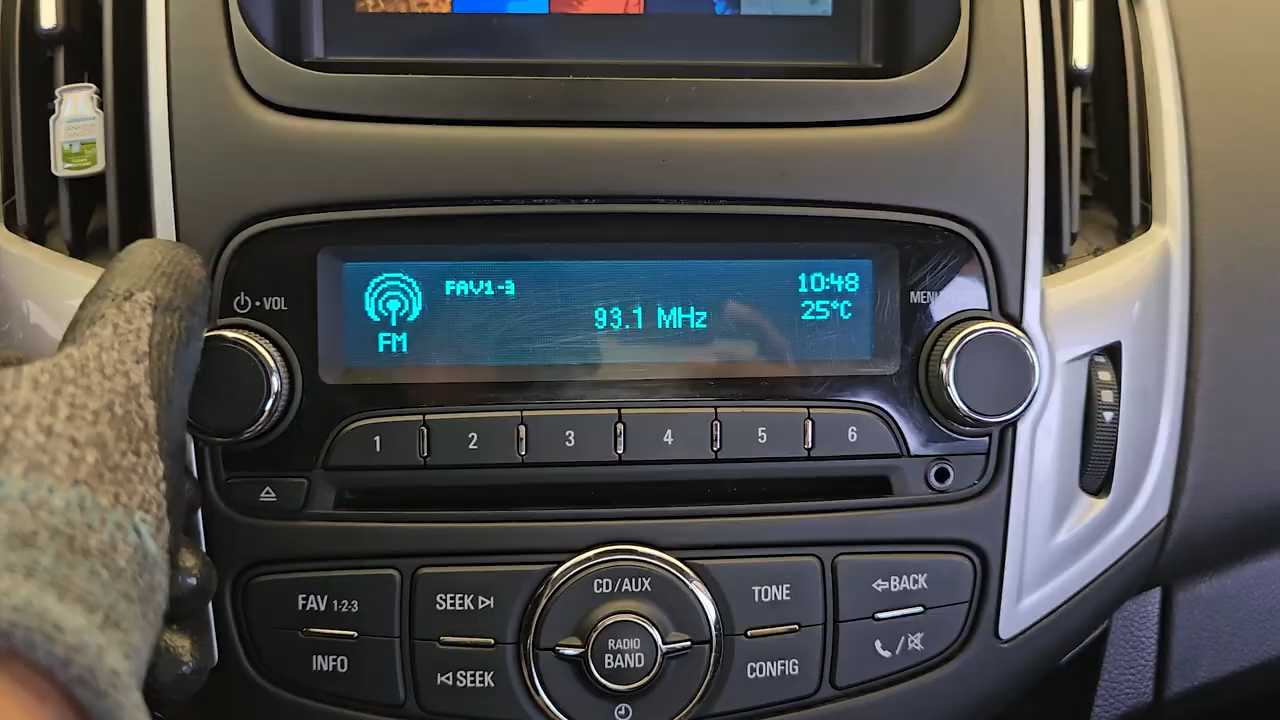 FAV1-3
10:48
25°C
93.1 MHz
FM
VOL
MENU
1
2
3
4
5
6
FAV 1-2-3
INFO
SEEK
SEEK
CD/AUX
RADIO
BAND
TONE
CONFIG
BACK